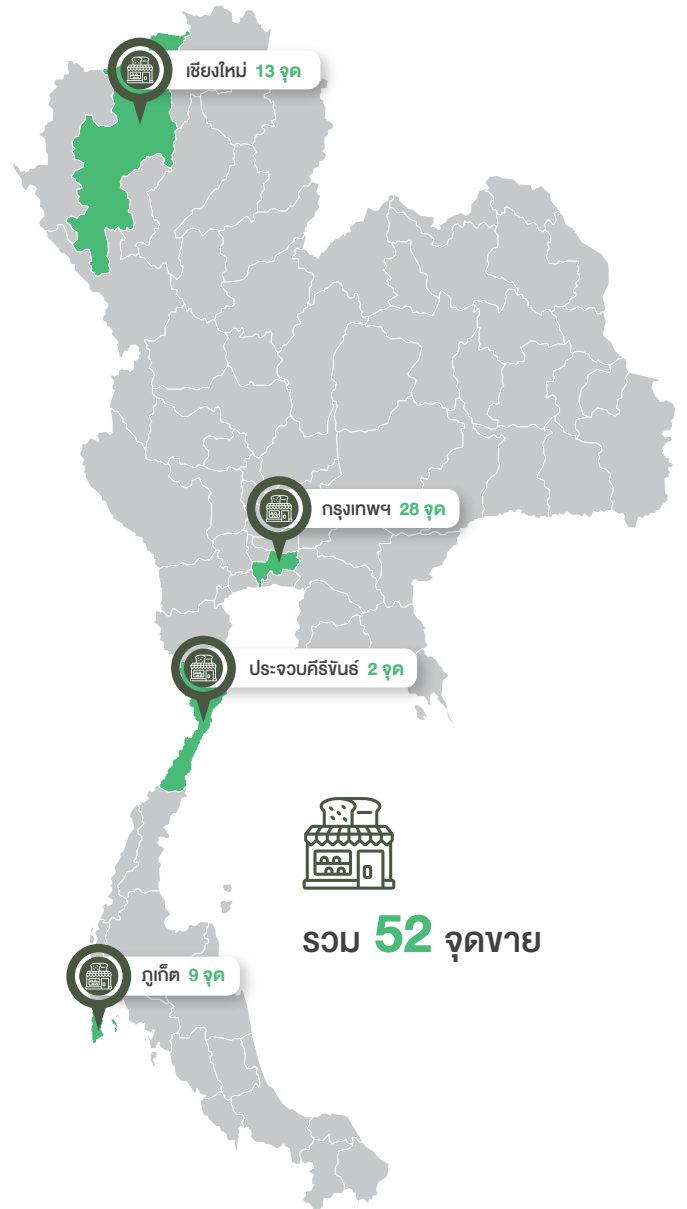 เชียงใหม่ 13 จุด
กรุงเทพฯ 28 จุด
ประจวบคีรีขันธ์ 2 จุด
รวม 52 จุดขาย
ภูเก็ต 9 จุด